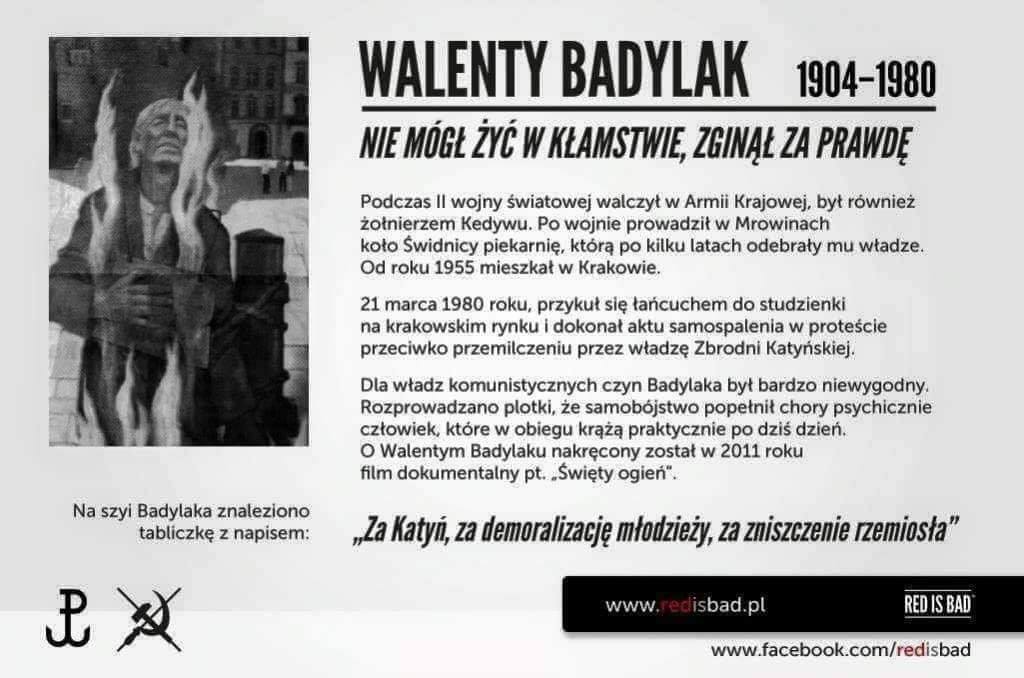 WALENTY BADYLAK 1904–1980
NIE MÓGŁ ŻYĆ W KŁAMSTWIE, ZGINĄŁ ZA PRAWDĘ
Podczas II wojny światowej walczył w Armii Krajowej, był również
żołnierzem Kedywu. Po wojnie prowadził w Mrowinach
koło Świdnicy piekarnię, którą po kilku latach odebrały mu władze.
Od roku 1955 mieszkał w Krakowie.
21 marca 1980 roku, przykuł się łańcuchem do studzienki
na krakowskim rynku i dokonał aktu samospalenia w proteście
przeciwko przemilczeniu przez władzę Zbrodni Katyńskiej.
Dla władz komunistycznych czyn Badylaka był bardzo niewygodny.
Rozprowadzano plotki, że samobójstwo popełnił chory psychicznie
człowiek, które w obiegu krążą praktycznie po dziś dzień.
O Walentym Badylaku nakręcony został w 2011 roku
film dokumentalny pt. „Święty ogień".
Na szyi Badylaka znaleziono
tabliczkę z napisem:
„Za Katyń, za demoralizację młodzieży, za zniszczenie rzemiosła”
www.redisbad.pl
RED IS BAD
www.facebook.com/redisbad